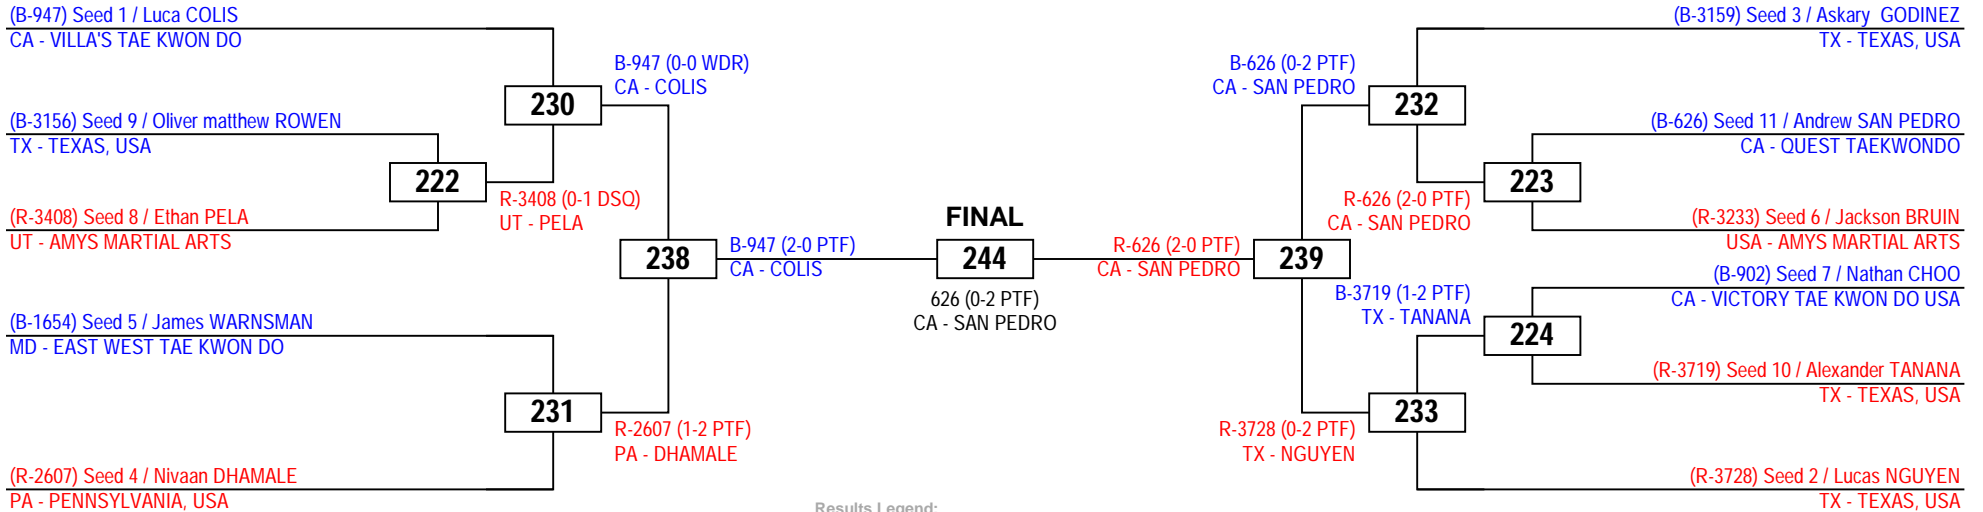 (B-947) Seed 1 / Luca COLIS
CA - VILLA'S TAE KWON DO
(B-3156) Seed 9 / Oliver matthew ROWEN
TX - TEXAS, USA
222
(R-3408) Seed 8 / Ethan PELA
UT - AMYS MARTIAL ARTS
(B-1654) Seed 5 / James WARNSMAN
MD - EAST WEST TAE KWON DO
(R-2607) Seed 4 / Nivaan DHAMALE
PA - PENNSYLVANIA, USA
230
B-947 (0-0 WDR)
CA - COLIS
R-3408 (0-1 DSQ)
UT - PELA
231
R-2607 (1-2 PTF)
PA - DHAMALE
238
B-947 (2-0 PTF)
CA - COLIS
FINAL
244
626 (0-2 PTF)
CA - SAN PEDRO
R-626 (2-0 PTF)
CA - SAN PEDRO
239
B-626 (0-2 PTF)
CA - SAN PEDRO
232
R-626 (2-0 PTF)
CA - SAN PEDRO
B-3719 (1-2 PTF)
TX - TANANA
233
R-3728 (0-2 PTF)
TX - NGUYEN
(B-3159) Seed 3 / Askary  GODINEZ
TX - TEXAS, USA
(B-626) Seed 11 / Andrew SAN PEDRO
CA - QUEST TAEKWONDO
223
(R-3233) Seed 6 / Jackson BRUIN
USA - AMYS MARTIAL ARTS
(B-902) Seed 7 / Nathan CHOO
CA - VICTORY TAE KWON DO USA
224
(R-3719) Seed 10 / Alexander TANANA
TX - TEXAS, USA
(R-3728) Seed 2 / Lucas NGUYEN
TX - TEXAS, USA
Results Legend: